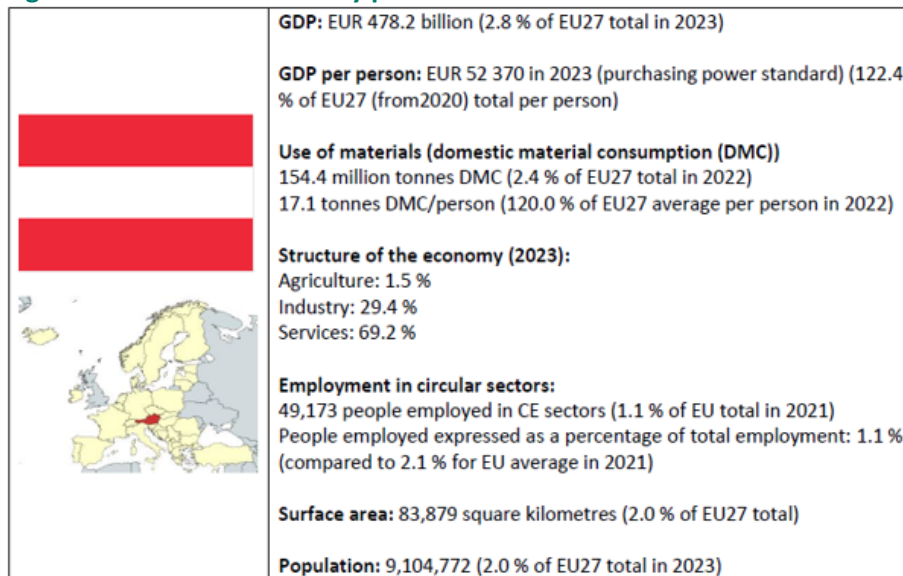 GDP: EUR 478.2 billion (2.8 % of EU27 total in 2023)
GDP per person: EUR 52 370 in 2023 (purchasing power standard) (122.4
% of EU27 (from2020) total per person)
Use of materials (domestic material consumption (DMC))
154.4 million tonnes DMC (2.4 % of EU27 total in 2022)
17.1 tonnes DMC/person (120.0 % of EU27 average per person in 2022)
Structure of the economy (2023):
Agriculture: 1.5 %
Industry: 29.4 %
Services: 69.2 %
Employment in circular sectors:
49,173 people employed in CE sectors (1.1 % of EU total in 2021)
People employed expressed as a percentage of total employment: 1.1 %
(compared to 2.1 % for EU average in 2021)
Surface area: 83,879 square kilometres (2.0 % of EU27 total)
Population: 9,104,772 (2.0 % of EU27 total in 2023)